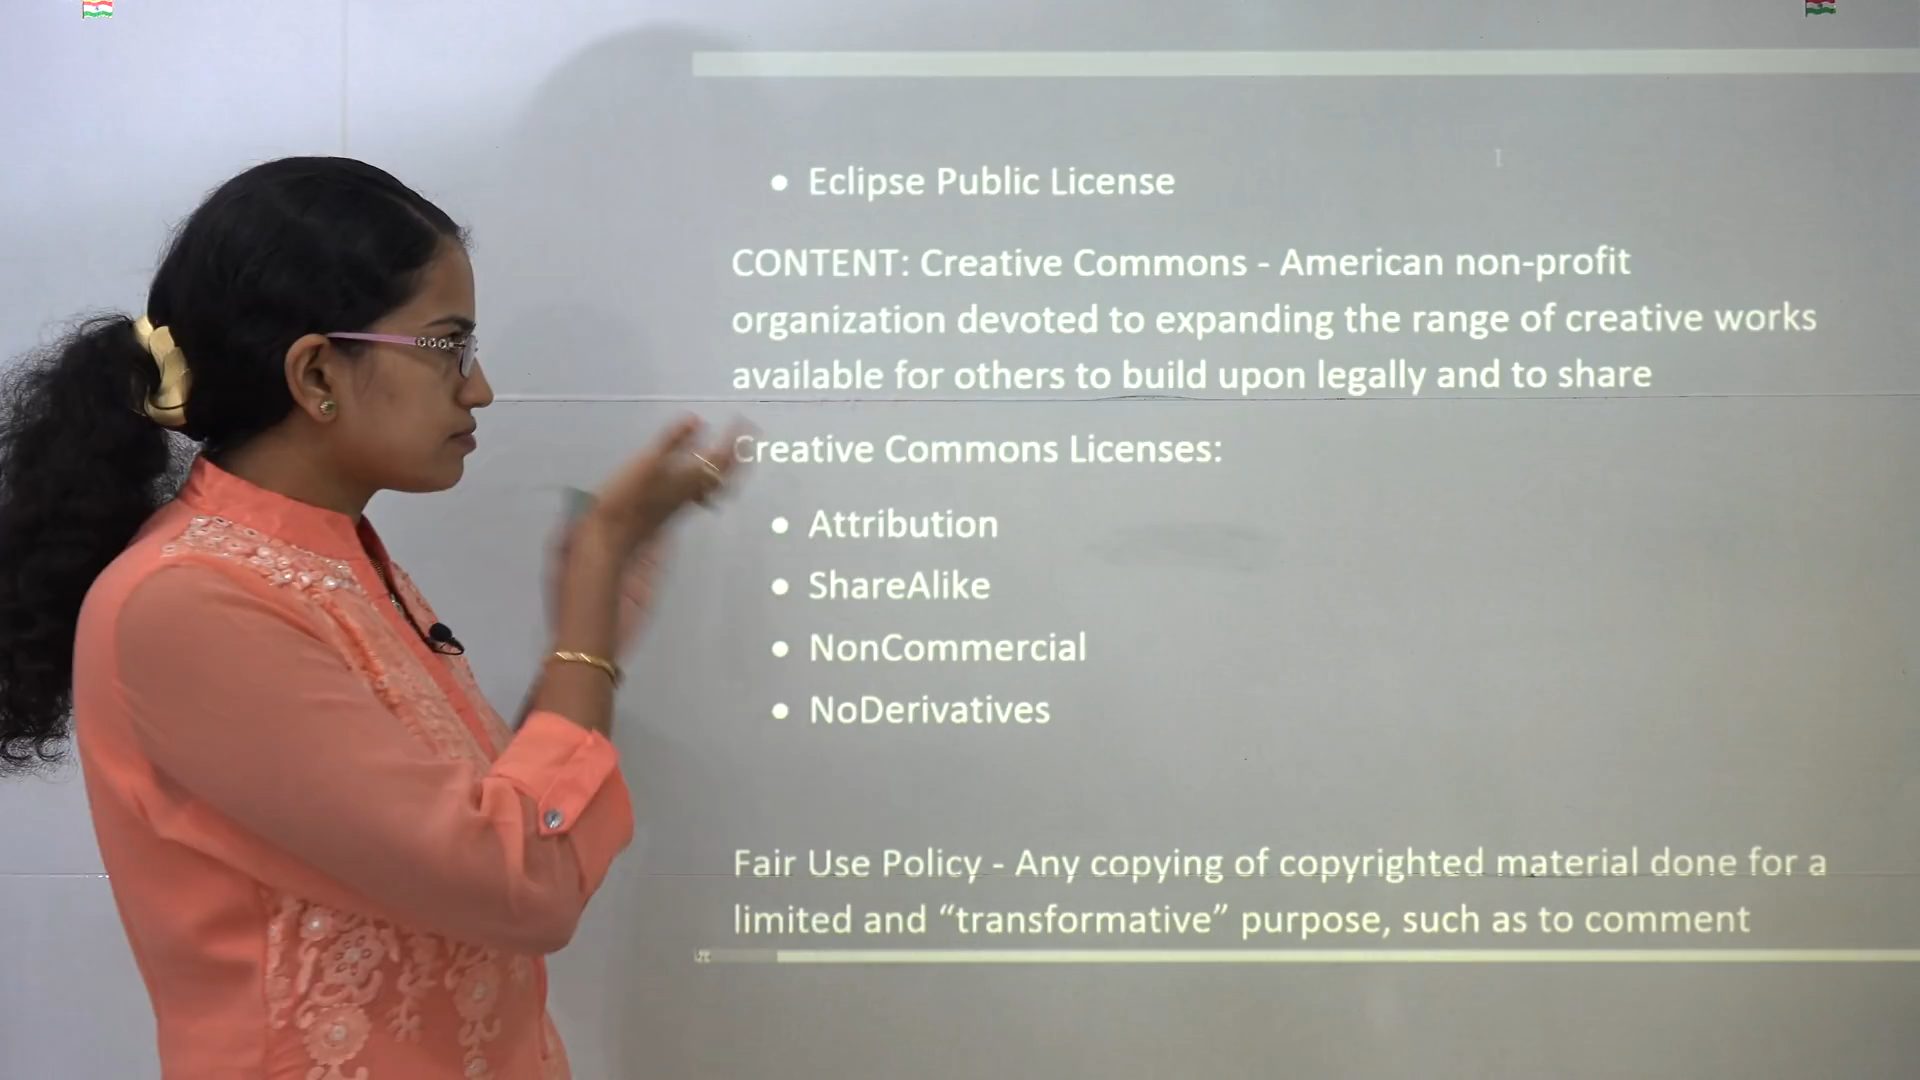 • Eclipse Public License
CONTENT: Creative Commons - American non-profit
organization devoted to expanding the range of creative works
available for others to build upon legally and to share
Creative Commons Licenses:
• Attribution
• ShareAlike
• NonCommercial
• NoDerivatives
Fair Use Policy - Any copying of copyrighted material done for a
limited and “transformative” purpose, such as to comment